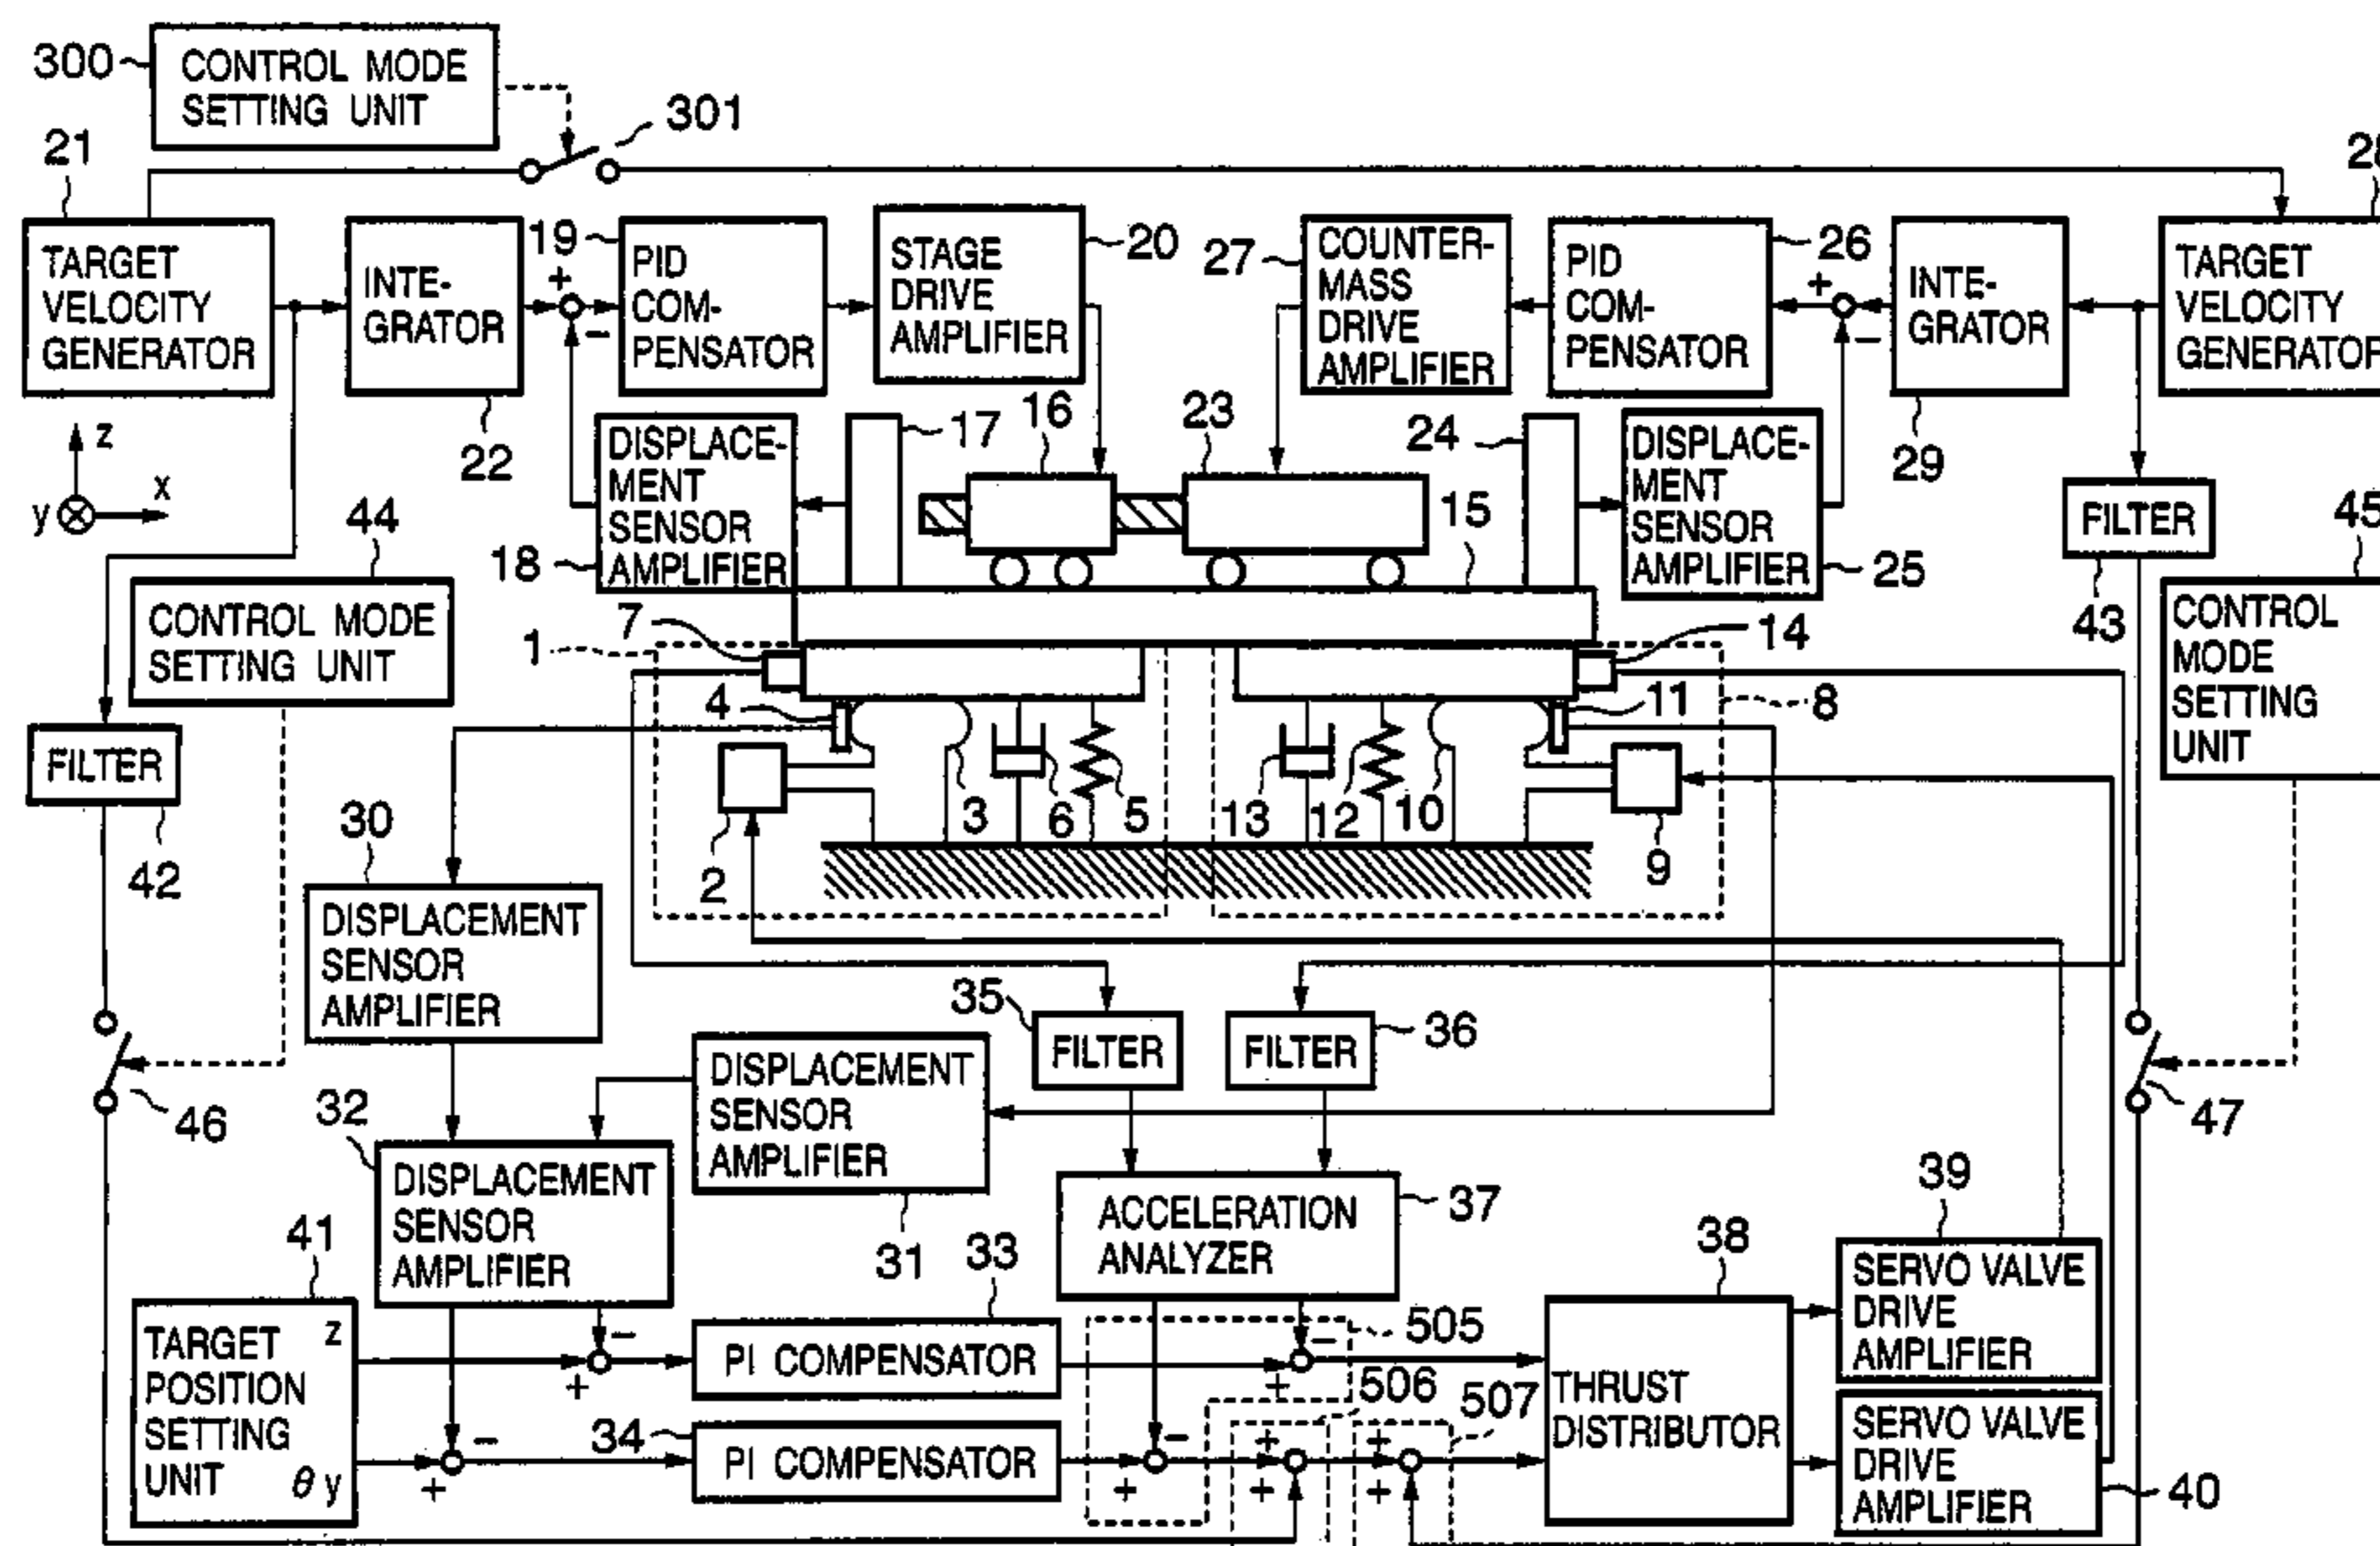 300
CONTROL MODE
SETTING UNIT
301
21
TARGET
VELOCITY
GENERATOR
INTE-
GRATOR
22
19
+
−
PID
COM-
PENSATOR
STAGE
DRIVE
AMPLIFIER
20
27
COUNTER-
MASS
DRIVE
AMPLIFIER
PID
COM-
PENSATOR
26
+
−
INTE-
GRATOR
29
TARGET
VELOCITY
GENERATOR
z
x
y
44
CONTROL MODE
SETTING UNIT
18
DISPLACE-
MENT
SENSOR
AMPLIFIER
17
16
23
24
15
DISPLACE-
MENT
SENSOR
AMPLIFIER
25
FILTER
43
45
CONTROL
MODE
SETTING
UNIT
1
7
4
14
11
8
FILTER
42
2
3
6
5
13
12
10
9
30
DISPLACEMENT
SENSOR
AMPLIFIER
46
35
FILTER
FILTER
36
47
32
DISPLACEMENT
SENSOR
AMPLIFIER
DISPLACEMENT
SENSOR
AMPLIFIER
31
ACCELERATION
ANALYZER
37
41
TARGET
POSITION
SETTING
UNIT
z
θ y
−
+
−
+
33
PI COMPENSATOR
34
PI COMPENSATOR
505
−
+
506
507
−
+
+
+
+
+
38
THRUST
DISTRIBUTOR
39
SERVO VALVE
DRIVE
AMPLIFIER
SERVO VALVE
DRIVE
AMPLIFIER
40